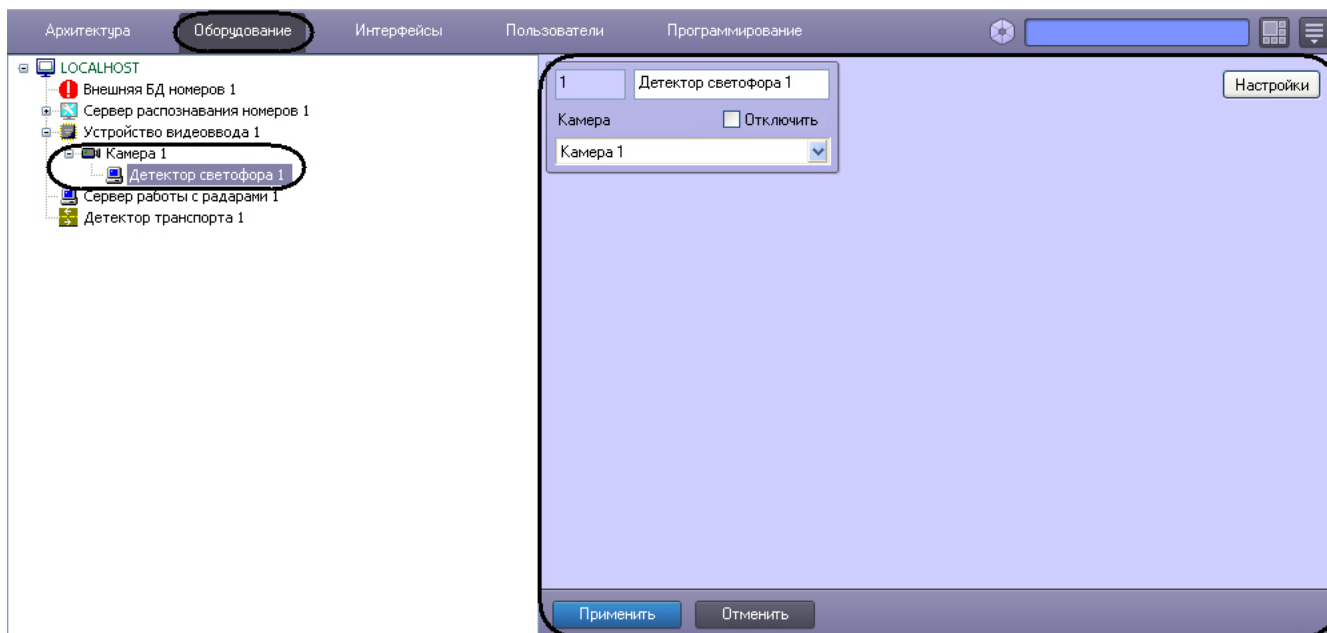 Архитектура Оборудование Интерфейсы Пользователи Программирование
LOCALHOST
Внешняя БД номеров 1
Сервер распознавания номеров 1
Устройство видеоввода 1
Камера 1
Детектор светофора 1
Сервер работы с радарами 1
Детектор транспорта 1
1 Детектор светофора 1
Настройки
Камера Отключить
Камера 1
Применить Отменить